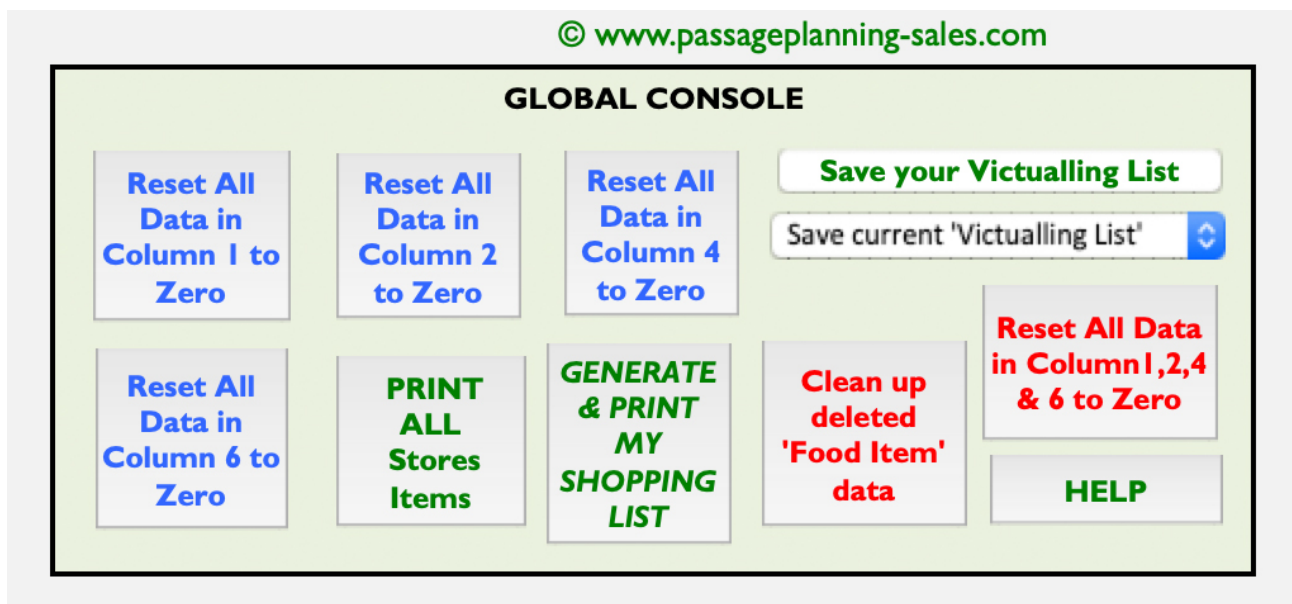 © www.passageplanning-sales.com
GLOBAL CONSOLE
Reset All
Data in
Column 1 to
Zero
Reset All
Data in
Column 2
to Zero
Reset All
Data in
Column 4
to Zero
Save your Victualling List
Save current 'Victualling List'
Reset All Data
in Column1,2,4
& 6 to Zero
Reset All
Data in
Column 6 to
Zero
PRINT
ALL
Stores
Items
GENERATE
& PRINT
MY
SHOPPING
LIST
Clean up
deleted
'Food Item'
data
HELP